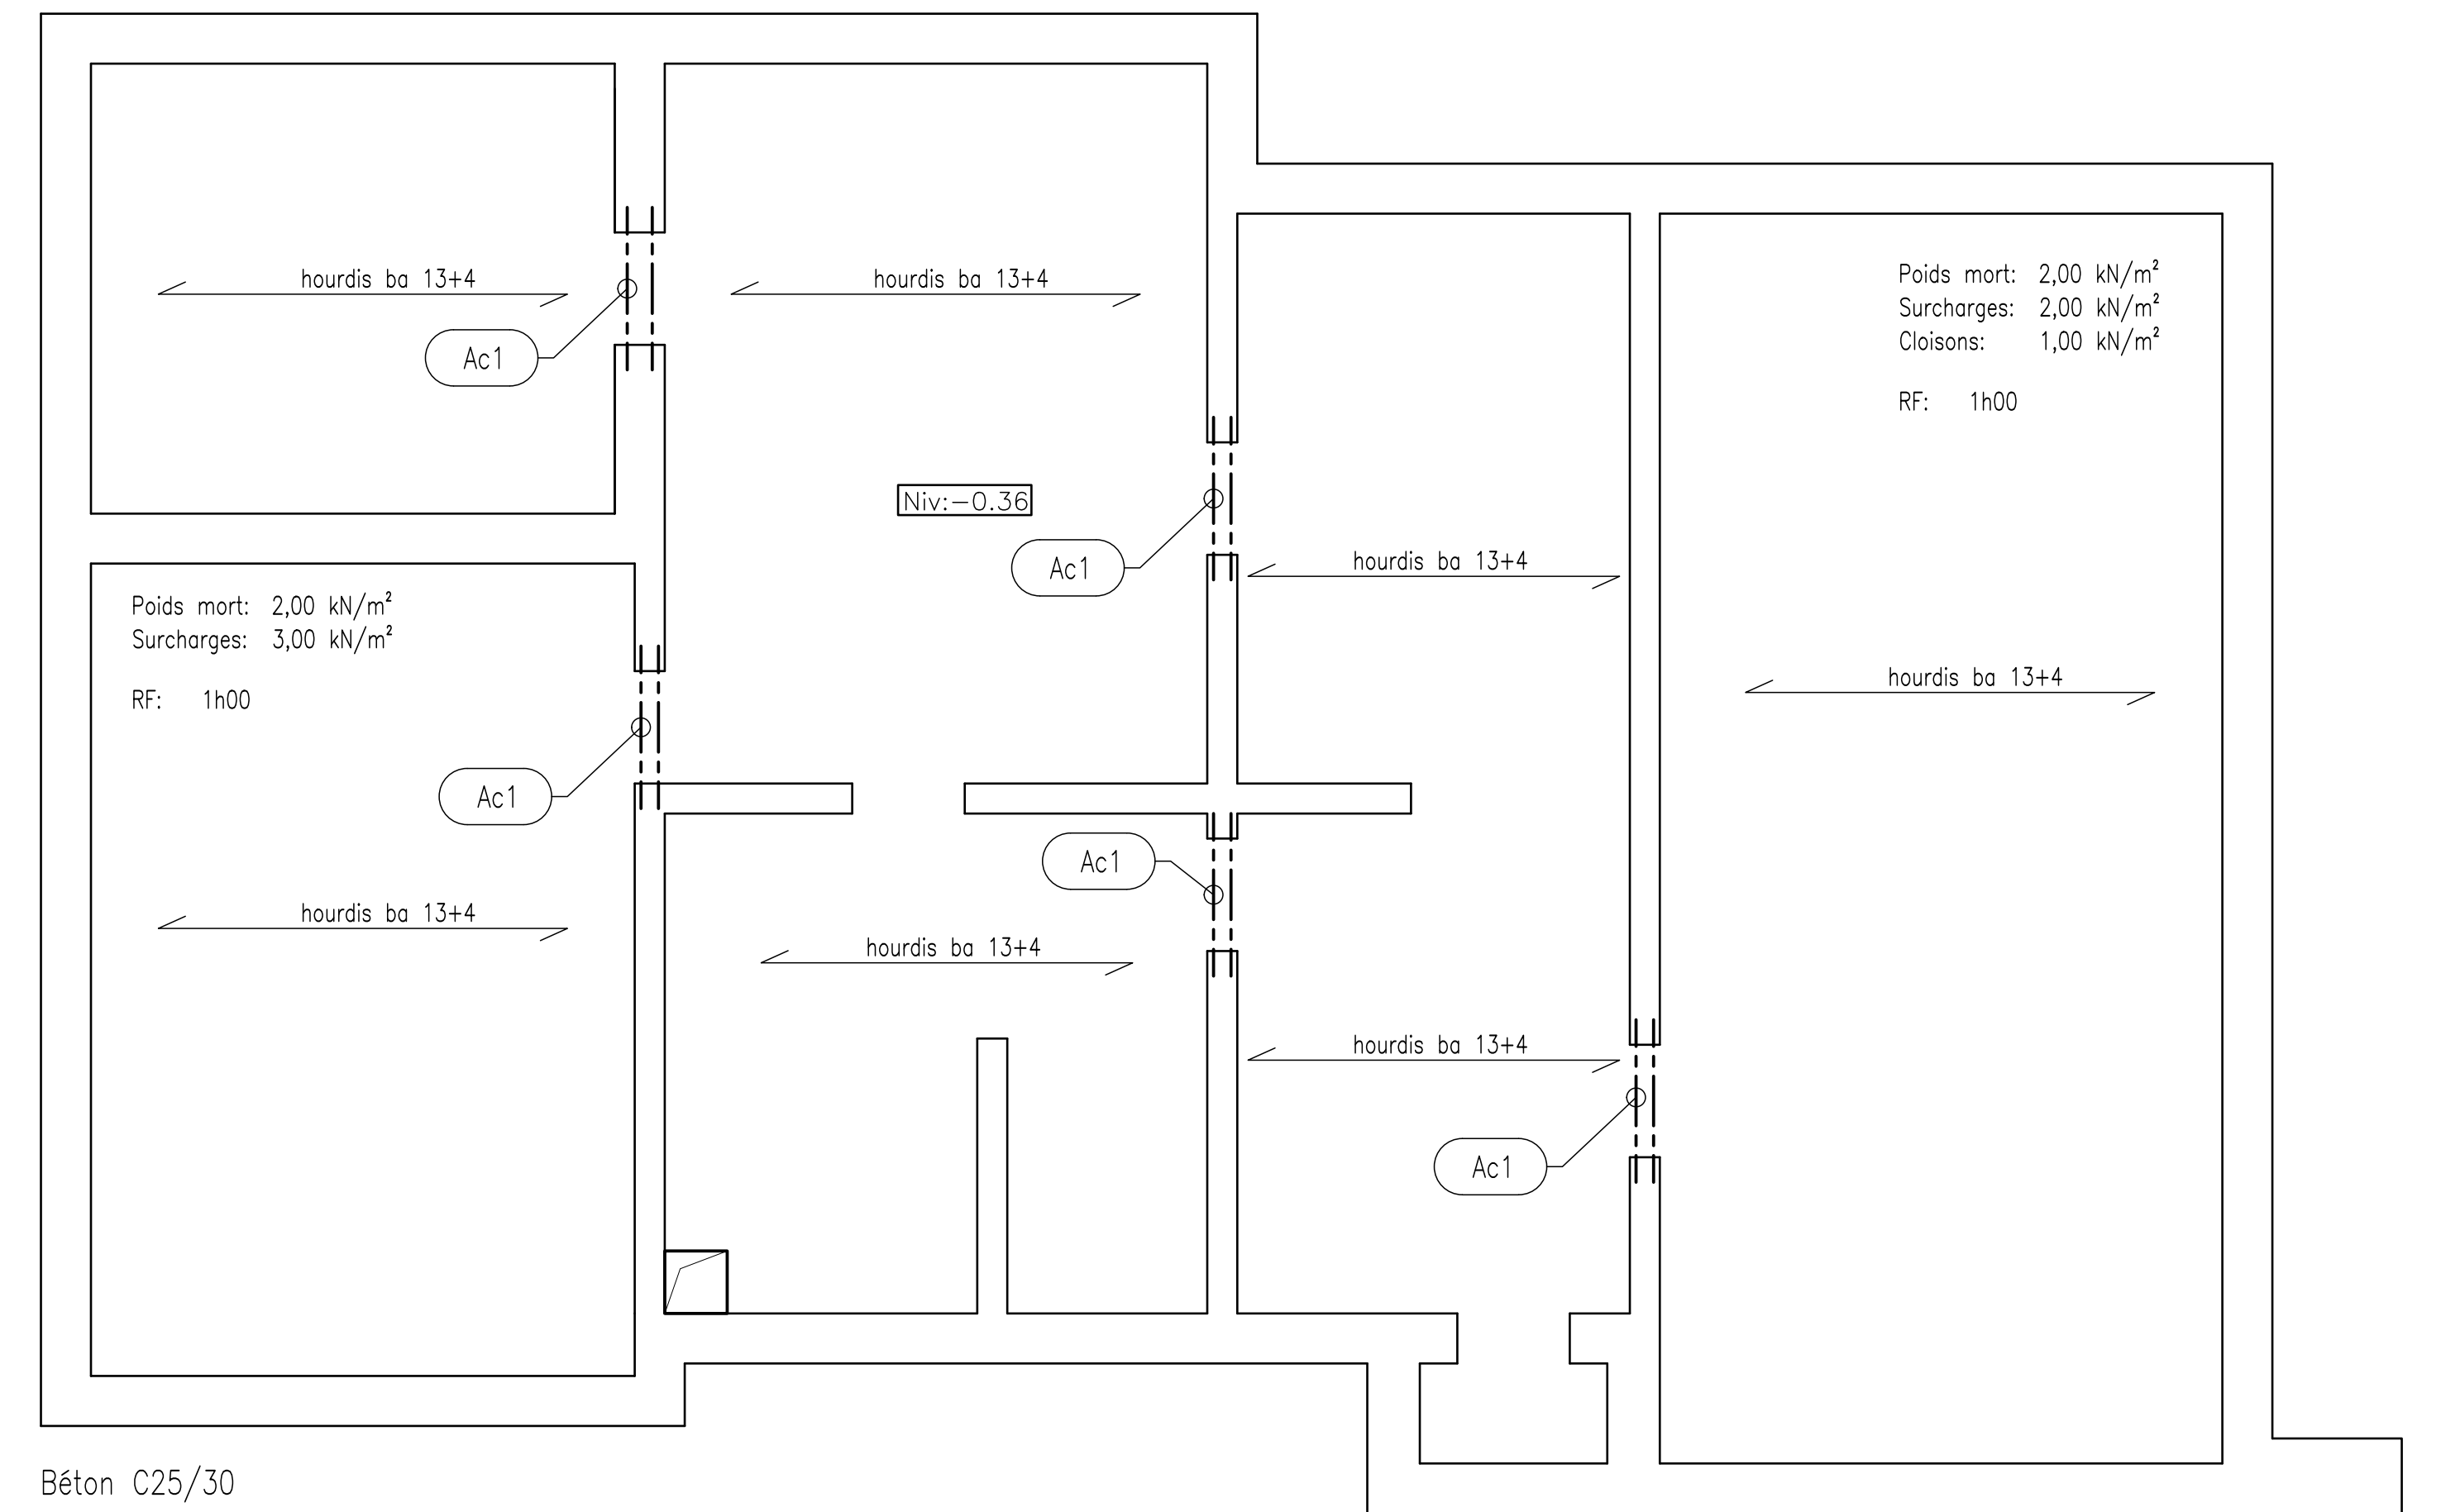 hourdis ba 13+4
hourdis ba 13+4
Poids mort: 2,00 kN/m²
Surcharges: 2,00 kN/m²
Cloisons: 1,00 kN/m²
RF: 1h00
Ac1
Niv:-0.36
Ac1
hourdis ba 13+4
Poids mort: 2,00 kN/m²
Surcharges: 3,00 kN/m²
RF: 1h00
hourdis ba 13+4
Ac1
Ac1
hourdis ba 13+4
hourdis ba 13+4
hourdis ba 13+4
Ac1
Béton C25/30